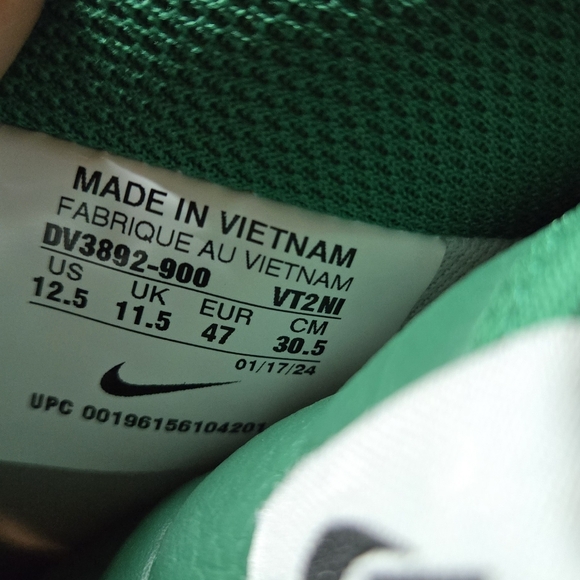 MADE IN VIETNAM
FABRIQUE AU VIETNAM
DV3892-900 VT2NI
US UK EUR CM
12.5 11.5 47 30.5
01/17/24
UPC 00196156104201